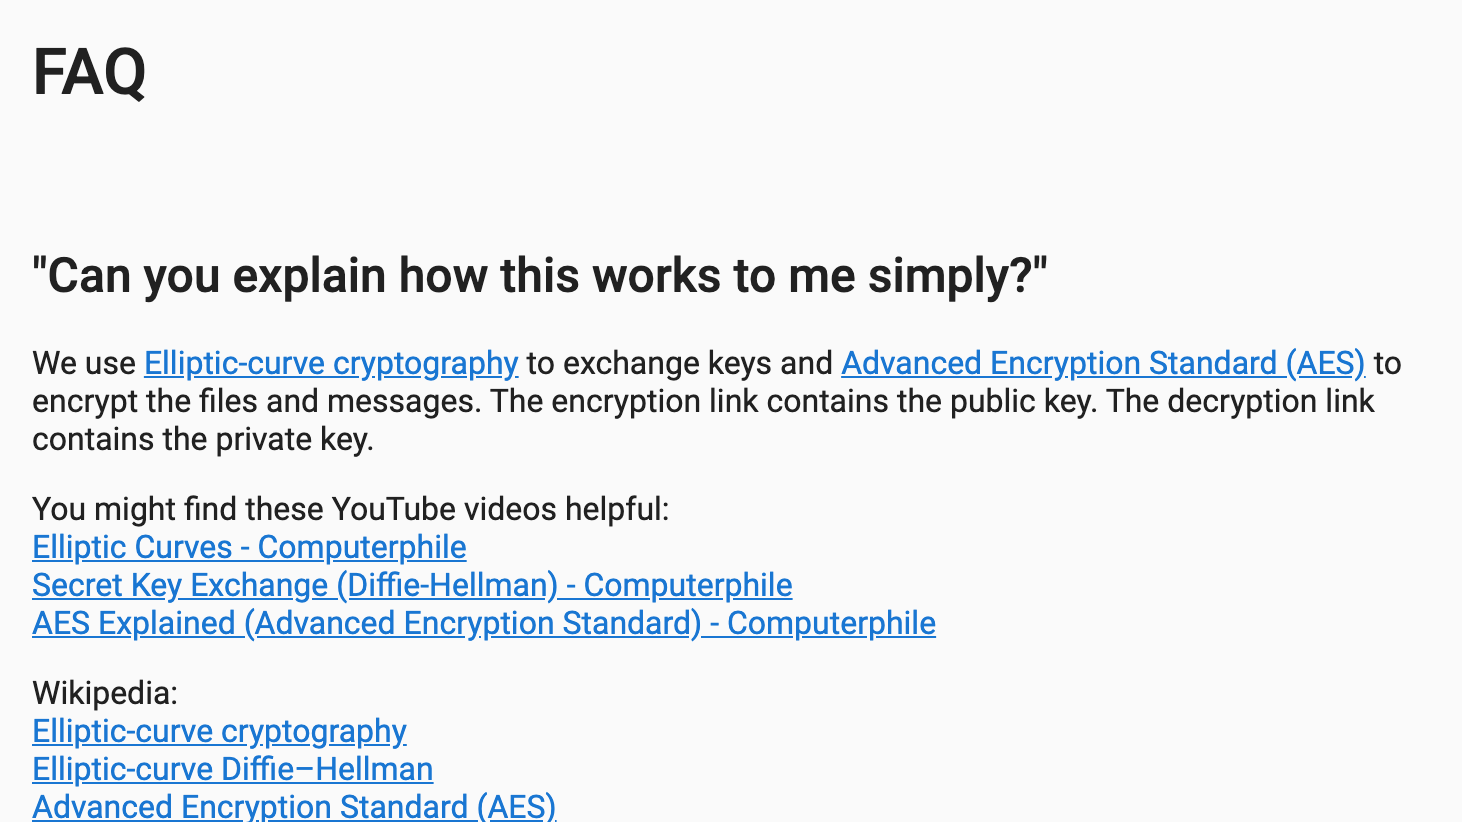 FAQ
"Can you explain how this works to me simply?"
We use Elliptic-curve cryptography to exchange keys and Advanced Encryption Standard (AES) to
encrypt the files and messages. The encryption link contains the public key. The decryption link
contains the private key.
You might find these YouTube videos helpful:
Elliptic Curves - Computerphile
Secret Key Exchange (Diffie-Hellman) - Computerphile
AES Explained (Advanced Encryption Standard) - Computerphile
Wikipedia:
Elliptic-curve cryptography
Elliptic-curve Diffie–Hellman
Advanced Encryption Standard (AES)